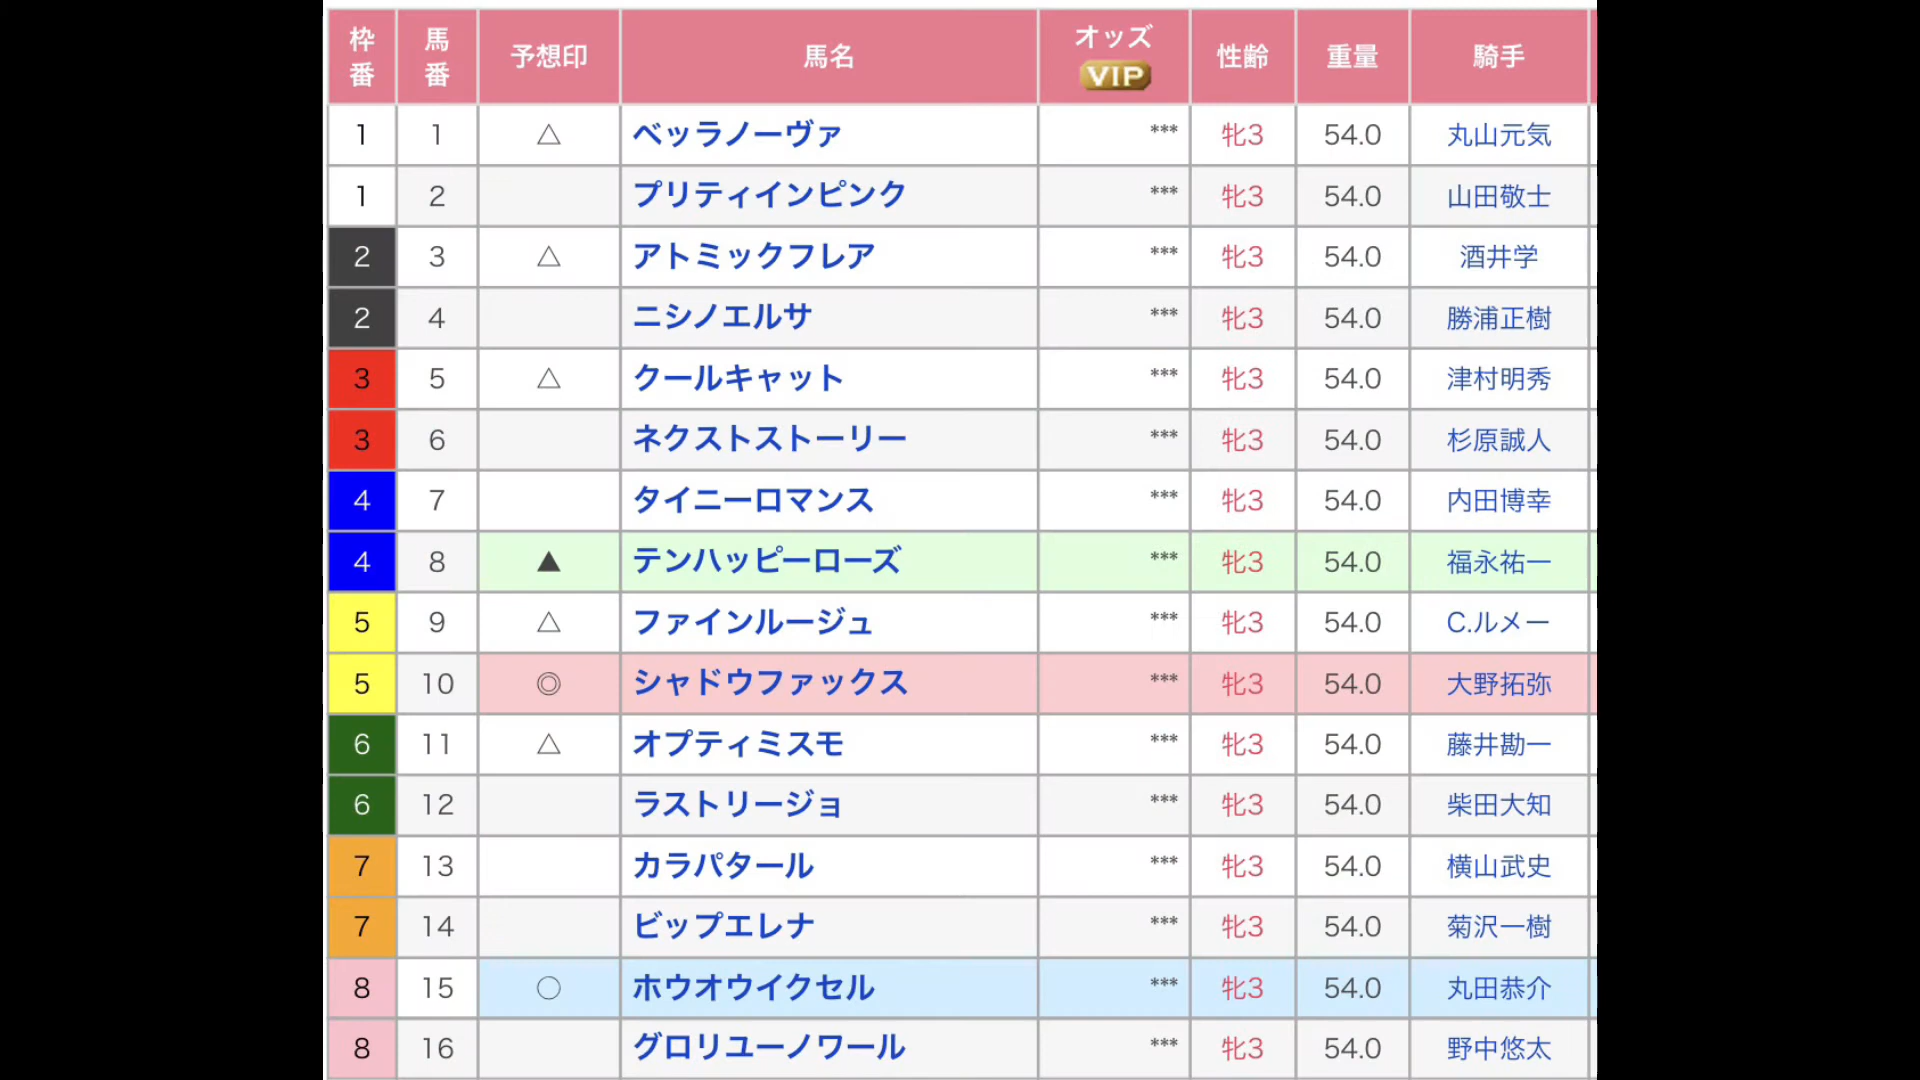 枠番 馬番 予想印 馬名 オッズ VIP 性齢 重量 騎手
1 1 △ ベッラノーヴァ *** 牝3 54.0 丸山元気
1 2 プリティインピンク *** 牝3 54.0 山田敬士
2 3 △ アトミックフレア *** 牝3 54.0 酒井学
2 4 ニシノエルサ *** 牝3 54.0 勝浦正樹
3 5 △ クールキャット *** 牝3 54.0 津村明秀
3 6 ネクストストーリー *** 牝3 54.0 杉原誠人
4 7 タイニーロマンス *** 牝3 54.0 内田博幸
4 8 ▲ テンハッピーローズ *** 牝3 54.0 福永祐一
5 9 △ ファインルージュ *** 牝3 54.0 C.ルメー
5 10 ◎ シャドウファックス *** 牝3 54.0 大野拓弥
6 11 △ オプティミスモ *** 牝3 54.0 藤井勘一
6 12 ラストリージョ *** 牝3 54.0 柴田大知
7 13 カラパタール *** 牝3 54.0 横山武史
7 14 ビップエレナ *** 牝3 54.0 菊沢一樹
8 15 ○ ホウオウイクセル *** 牝3 54.0 丸田恭介
8 16 グロリユーノワール *** 牝3 54.0 野中悠太